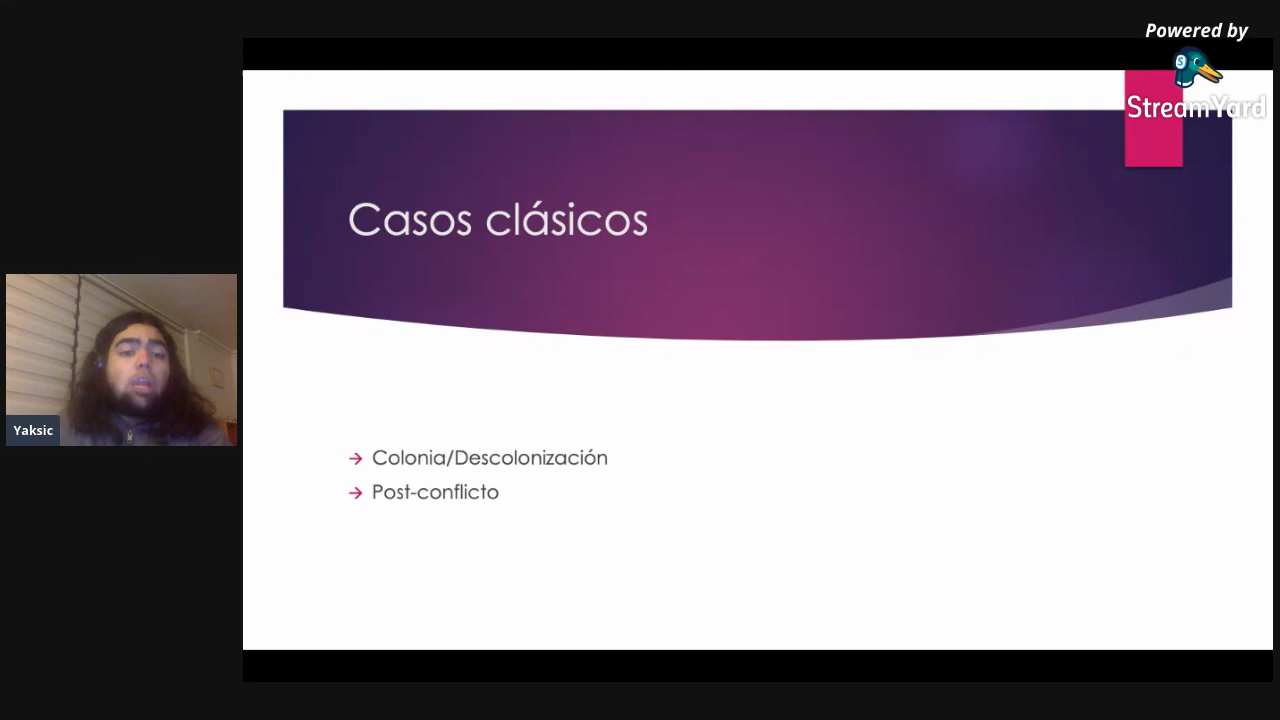 Powered by
StreamYard
Casos clásicos
Yaksic
Colonia/Descolonización
Post-conflicto